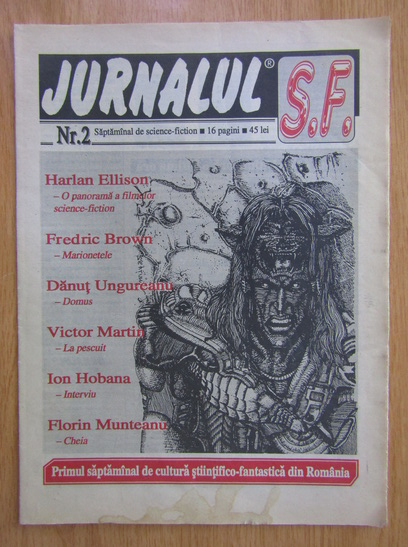 JURNALUL® S.F.
Nr.2 Săptămînal de science-fiction ■ 16 pagini ■ 45 lei
Harlan Ellison
– O panoramă a filmelor
science-fiction
Fredric Brown
– Marionetele
Dănuţ Ungureanu
– Domus
Victor Martin
– La pescuit
Ion Hobana
– Interviu
Florin Munteanu
– Cheia
Primul săptămînal de cultură ştiinţifico-fantastică din România